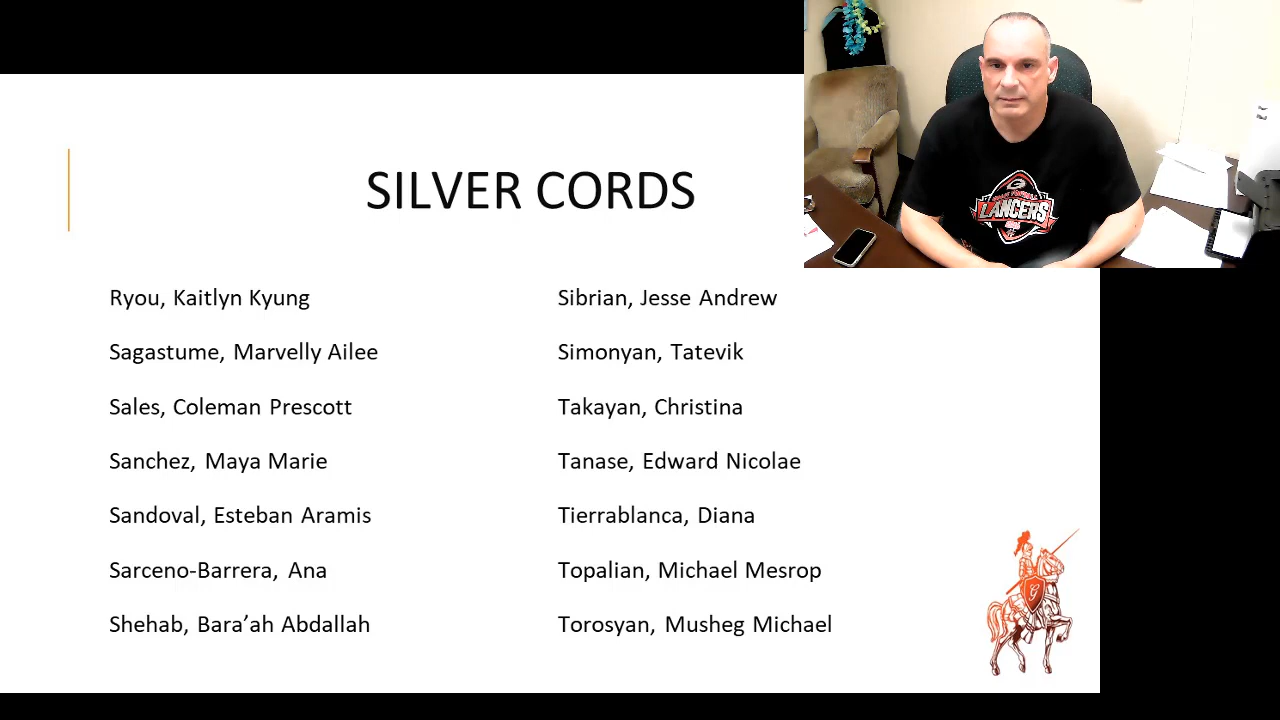 SILVER CORDS
Ryou, Kaitlyn Kyung
Sagastume, Marvelly Ailee
Sales, Coleman Prescott
Sanchez, Maya Marie
Sandoval, Esteban Aramis
Sarceno-Barrera, Ana
Shehab, Bara’ah Abdallah
Sibrian, Jesse Andrew
Simonyan, Tatevik
Takayan, Christina
Tanase, Edward Nicolae
Tierrablanca, Diana
Topalian, Michael Mesrop
Torosyan, Musheg Michael
G
LANCERS
G